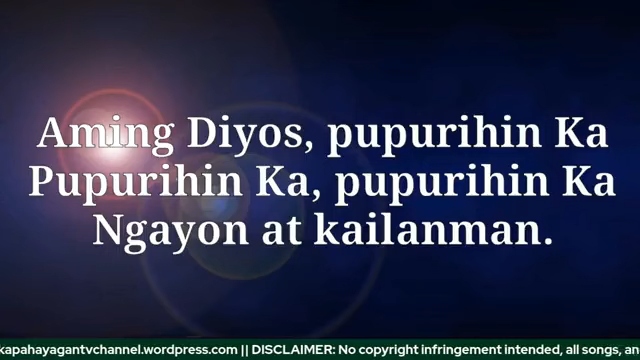 Aming Diyos, pupurihin Ka
Pupurihin Ka, pupurihin Ka
Ngayon at kailanman.
kapahayagantvchannel.wordpress.com || DISCLAIMER: No copyright infringement intended, all songs, an